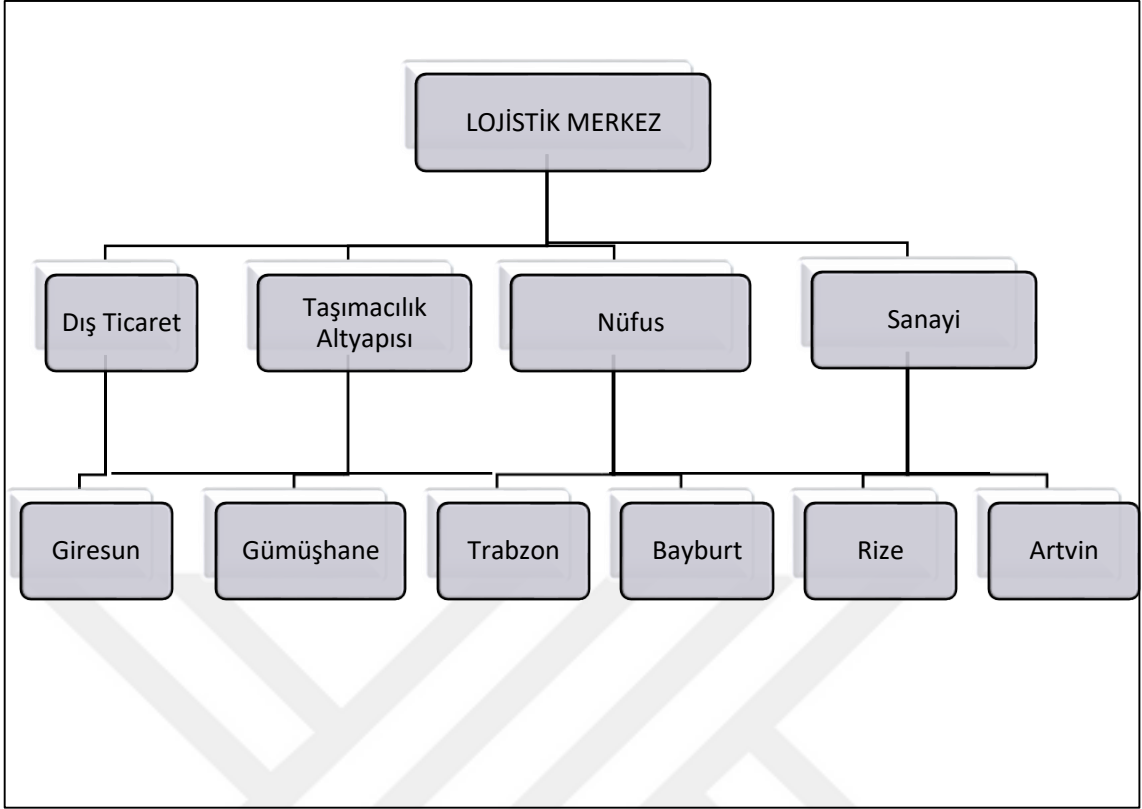 LOJİSTİK MERKEZ
Dış Ticaret
Taşımacılık
Altyapısı
Nüfus
Sanayi
Giresun
Gümüşhane
Trabzon
Bayburt
Rize
Artvin